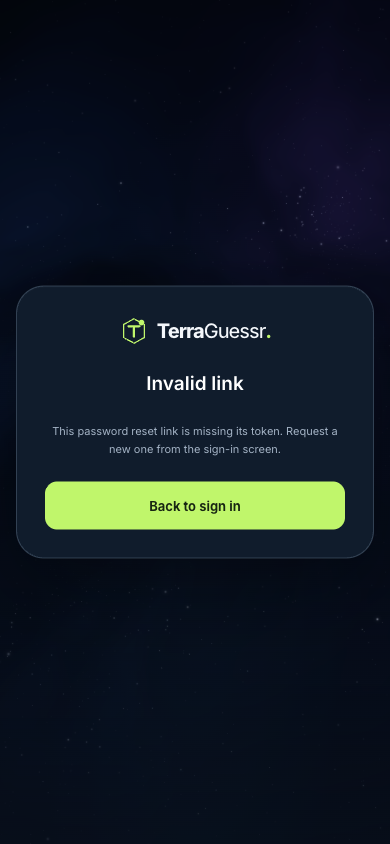 TerraGuessr.
Invalid link
This password reset link is missing its token. Request a
new one from the sign-in screen.
Back to sign in